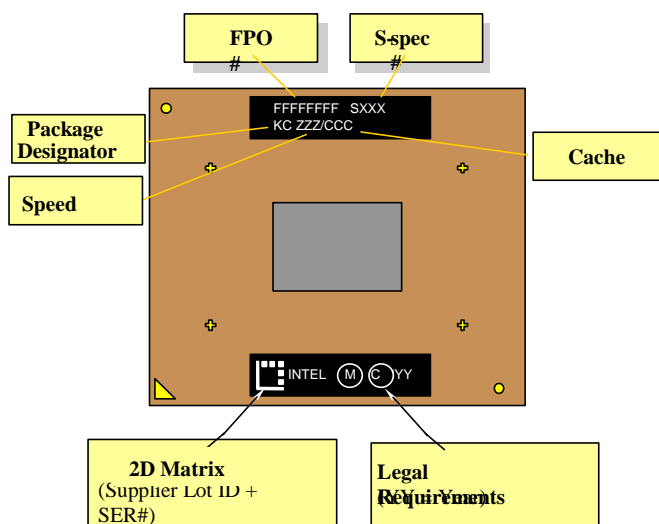 FPO
#
S-spec
#
FFFFFFFF SXXX
KC ZZZ/CCC
Package
Designator
Cache
Speed
INTEL M C YY
2D Matrix
(Supplier Lot ID +
SER#)
Legal
Requirements